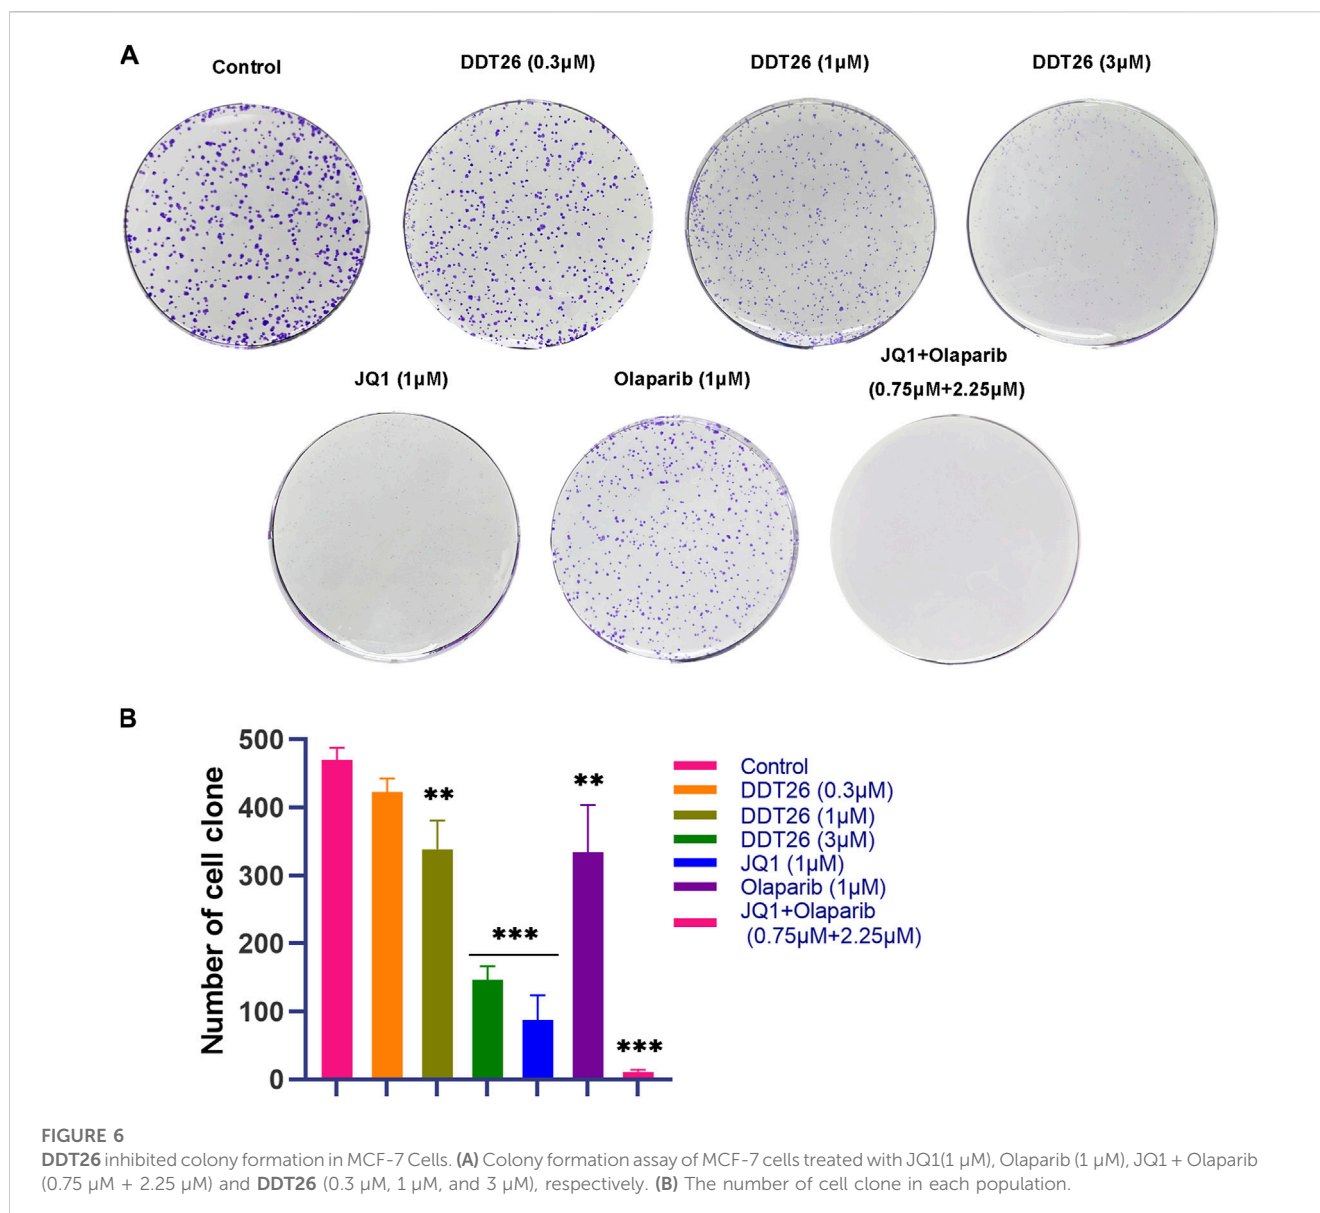 A
Control
DDT26 (0.3μM)
DDT26 (1μM)
DDT26 (3μM)
JQ1 (1μM)
Olaparib (1μM)
JQ1+Olaparib
(0.75μM+2.25μM)
B
Number of cell clone
500
400
300
200
100
0
**
***
**
***
Control
DDT26 (0.3μM)
DDT26 (1μM)
DDT26 (3μM)
JQ1 (1μM)
Olaparib (1μM)
JQ1+Olaparib
(0.75μM+2.25μM)
FIGURE 6
DDT26 inhibited colony formation in MCF-7 Cells. (A) Colony formation assay of MCF-7 cells treated with JQ1(1 μM), Olaparib (1 μM), JQ1 + Olaparib
(0.75 μM + 2.25 μM) and DDT26 (0.3 μM, 1 μM, and 3 μM), respectively. (B) The number of cell clone in each population.